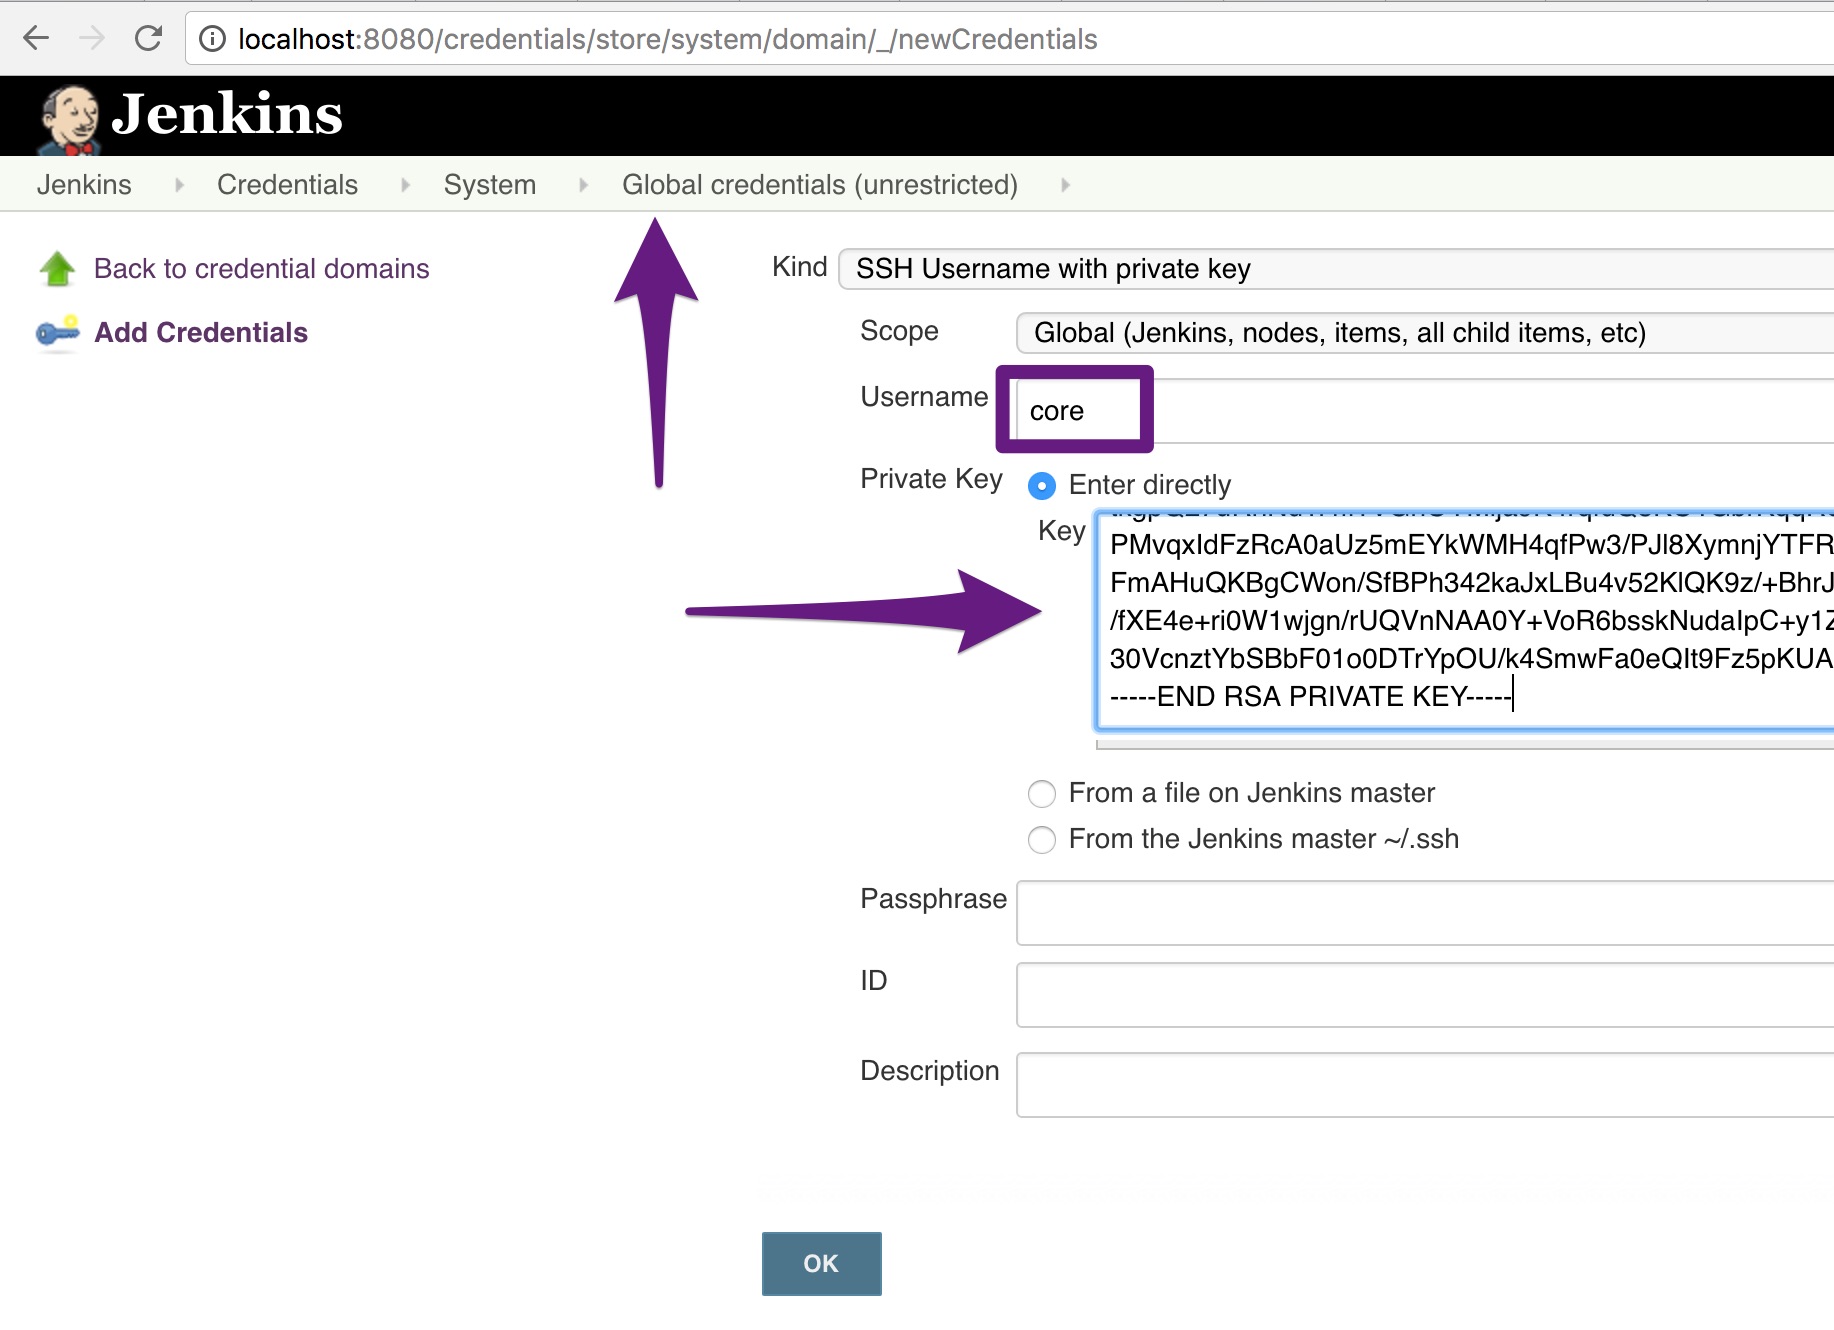 localhost:8080/credentials/store/system/domain/_/newCredentials
Jenkins
Jenkins Credentials System Global credentials (unrestricted)
Back to credential domains
Add Credentials
Kind SSH Username with private key
Scope Global (Jenkins, nodes, items, all child items, etc)
Username core
Private Key Enter directly
Key
PMvqxIdFzRcA0aUz5mEYkWMH4qfPw3/PJl8XymnjYTFR
FmAHuQKBgCWon/SfBPh342kaJxLBu4v52KlQK9z/+BhrJ
/fXE4e+ri0W1wjgn/rUQVnNAA0Y+VoR6bsskNudaIpC+y1Z
30VcnztYbSBbF01o0DTrYpOU/k4SmwFa0eQIt9Fz5pKUA
-----END RSA PRIVATE KEY-----
From a file on Jenkins master
From the Jenkins master ~/.ssh
Passphrase
ID
Description
OK